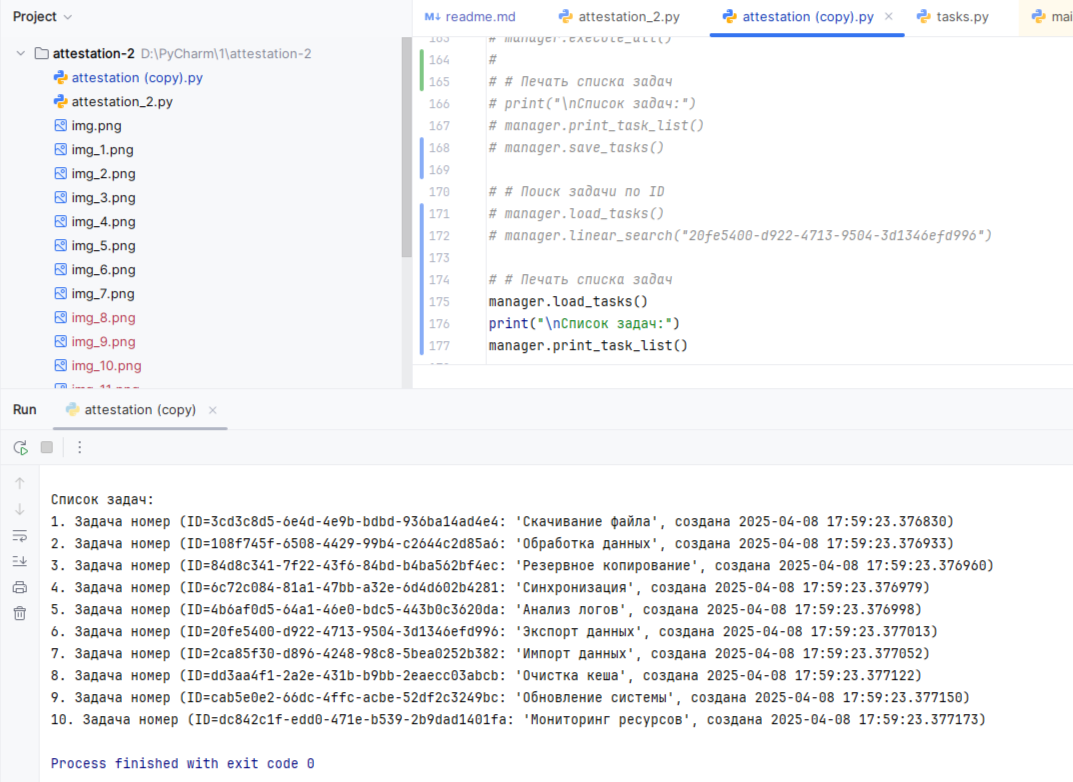 Project
readme.md
attestation_2.py
attestation (copy).py
tasks.py
mai
attestation-2 D:\PyCharm\1\attestation-2
attestation (copy).py
attestation_2.py
img.png
img_1.png
img_2.png
img_3.png
img_4.png
img_5.png
img_6.png
img_7.png
img_8.png
img_9.png
img_10.png
img_11.png
163 # manager.execute_all()
164 #
165 # # Печать списка задач
166 # print("\nСписок задач:")
167 # manager.print_task_list()
168 # manager.save_tasks()
169
170 # # Поиск задачи по ID
171 # manager.load_tasks()
172 # manager.linear_search("20fe5400-d922-4713-9504-3d1346efd996")
173
174 # # Печать списка задач
175 manager.load_tasks()
176 print("\nСписок задач:")
177 manager.print_task_list()
Run
attestation (copy)
Список задач:
1. Задача номер (ID=3cd3c8d5-6e4d-4e9b-bdbd-936ba14ad4e4: 'Скачивание файла', создана 2025-04-08 17:59:23.376830)
2. Задача номер (ID=108f745f-6508-4429-99b4-c2644c2d85a6: 'Обработка данных', создана 2025-04-08 17:59:23.376933)
3. Задача номер (ID=84d8c341-7f22-43f6-84bd-b4ba562bf4ec: 'Резервное копирование', создана 2025-04-08 17:59:23.376960)
4. Задача номер (ID=6c72c084-81a1-47bb-a32e-6d4d602b4281: 'Синхронизация', создана 2025-04-08 17:59:23.376979)
5. Задача номер (ID=4b6af0d5-64a1-46e0-bdc5-443b0c3620da: 'Анализ логов', создана 2025-04-08 17:59:23.376998)
6. Задача номер (ID=20fe5400-d922-4713-9504-3d1346efd996: 'Экспорт данных', создана 2025-04-08 17:59:23.377013)
7. Задача номер (ID=2ca85f30-d896-4248-98c8-5bea0252b382: 'Импорт данных', создана 2025-04-08 17:59:23.377052)
8. Задача номер (ID=dd3aa4f1-2a2e-431b-b9bb-2eaecc03abcb: 'Очистка кеша', создана 2025-04-08 17:59:23.377122)
9. Задача номер (ID=cab5e0e2-66dc-4ffc-acbe-52df2c3249bc: 'Обновление системы', создана 2025-04-08 17:59:23.377150)
10. Задача номер (ID=dc842c1f-edd0-471e-b539-2b9dad1401fa: 'Мониторинг ресурсов', создана 2025-04-08 17:59:23.377173)
Process finished with exit code 0